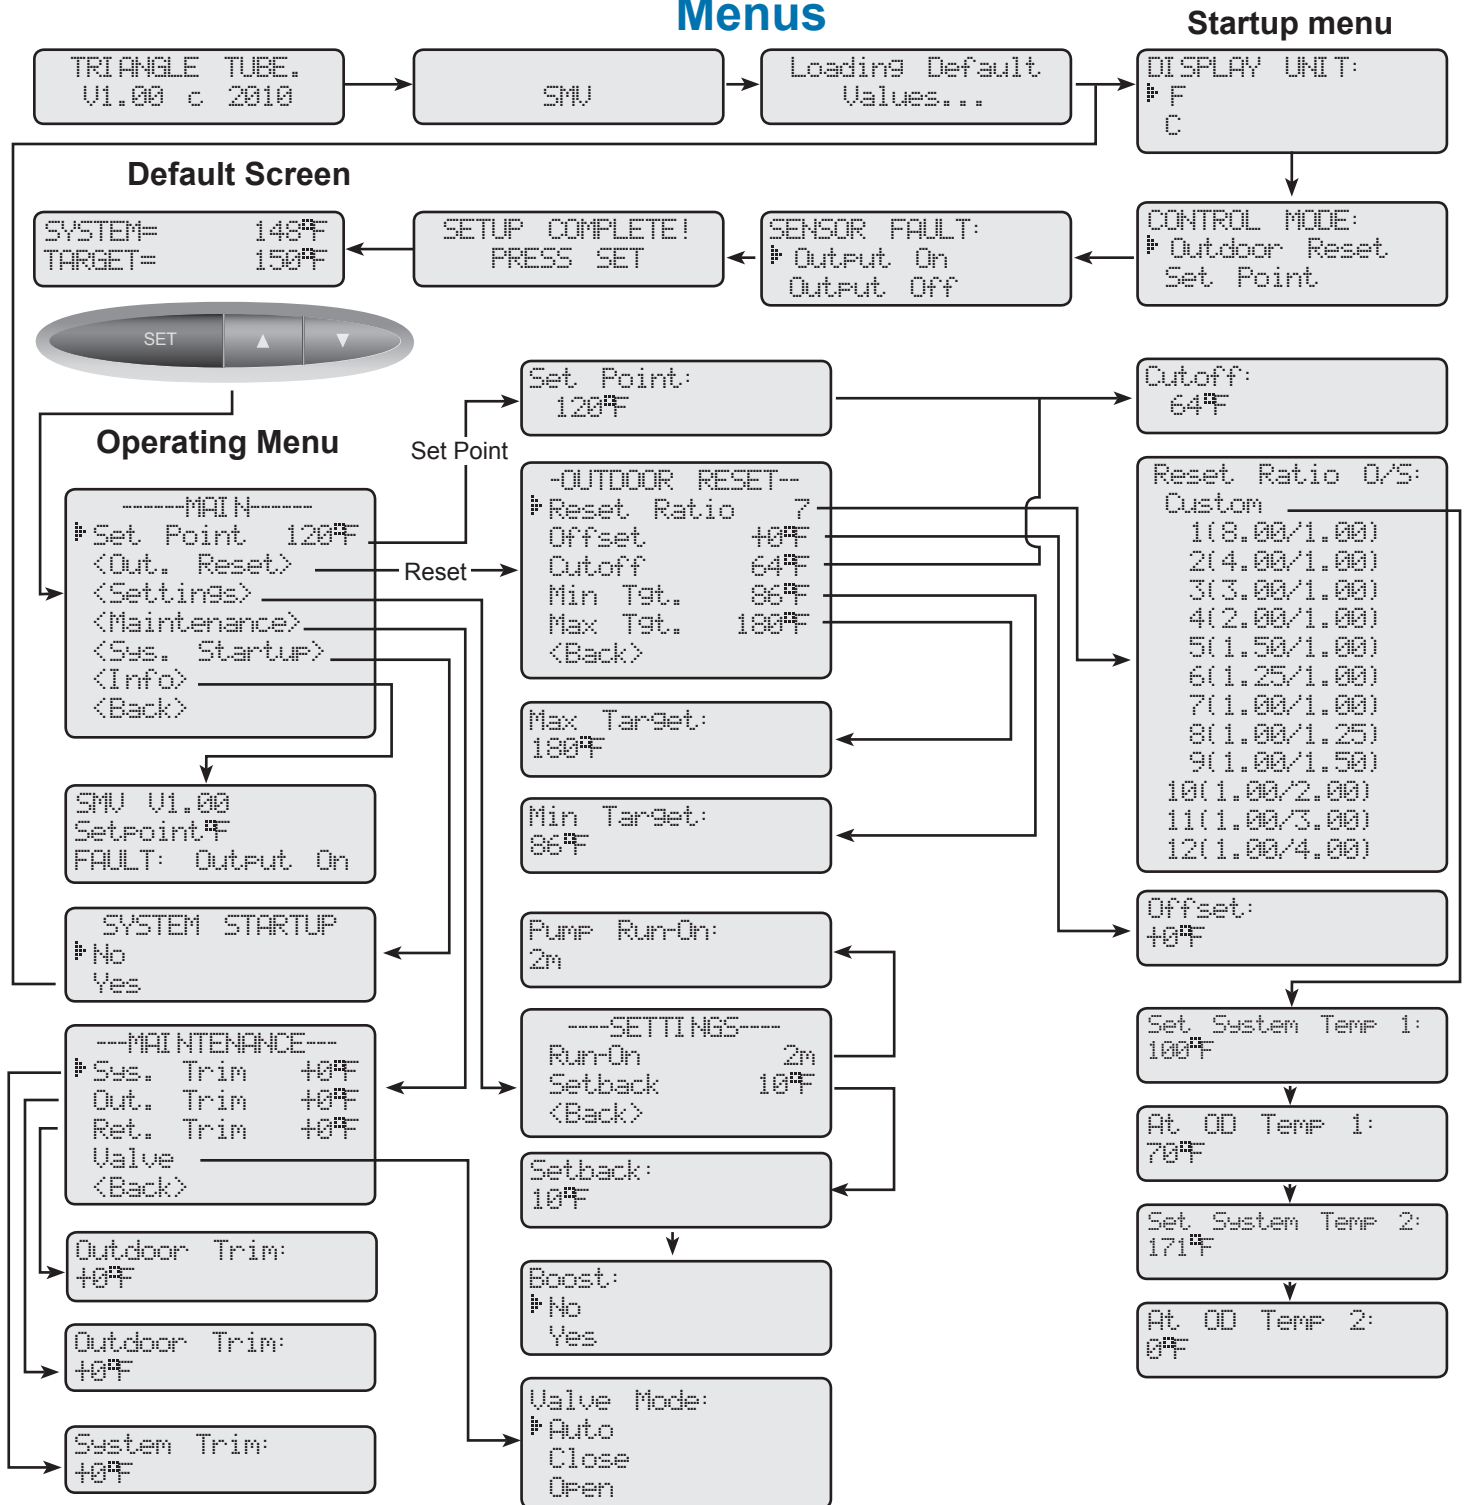 Menus
Startup menu
TRIANGLE TUBE.
V1.00 c 2010
SMV
Loading Default
Values...
DISPLAY UNIT:
F
C
Default Screen
SYSTEM= 148°F
TARGET= 150°F
SETUP COMPLETE!
PRESS SET
SENSOR FAULT:
Output On
Output Off
CONTROL MODE:
Outdoor Reset
Set Point
SET ▲ ▼
Operating Menu
-----MAIN-----
Set Point 120°F
<Out. Reset>
<Settings>
<Maintenance>
<Sys. Startup>
<Info>
<Back>
Set Point
Reset
Set Point:
120°F
Cutoff:
64°F
-OUTDOOR RESET--
Reset Ratio 7
Offset +0°F
Cutoff 64°F
Min Tgt. 86°F
Max Tgt. 180°F
<Back>
Reset Ratio O/S:
Custom
1(8.00/1.00)
2(4.00/1.00)
3(3.00/1.00)
4(2.00/1.00)
5(1.50/1.00)
6(1.25/1.00)
7(1.00/1.00)
8(1.00/1.25)
9(1.00/1.50)
10(1.00/2.00)
11(1.00/3.00)
12(1.00/4.00)
Max Target:
180°F
Min Target:
86°F
SMV V1.00
Setpoint°F
FAULT: Output On
SYSTEM STARTUP
No
Yes
Pump Run-On:
2m
Offset:
+0°F
---MAINTENANCE---
Sys. Trim +0°F
Out. Trim +0°F
Ret. Trim +0°F
Valve
<Back>
----SETTINGS----
Run-On 2m
Setback 10°F
<Back>
Set System Temp 1:
100°F
At OD Temp 1:
70°F
Set System Temp 2:
171°F
At OD Temp 2:
0°F
Setback:
10°F
Boost:
No
Yes
Outdoor Trim:
+0°F
Outdoor Trim:
+0°F
System Trim:
+0°F
Valve Mode:
Auto
Close
Open